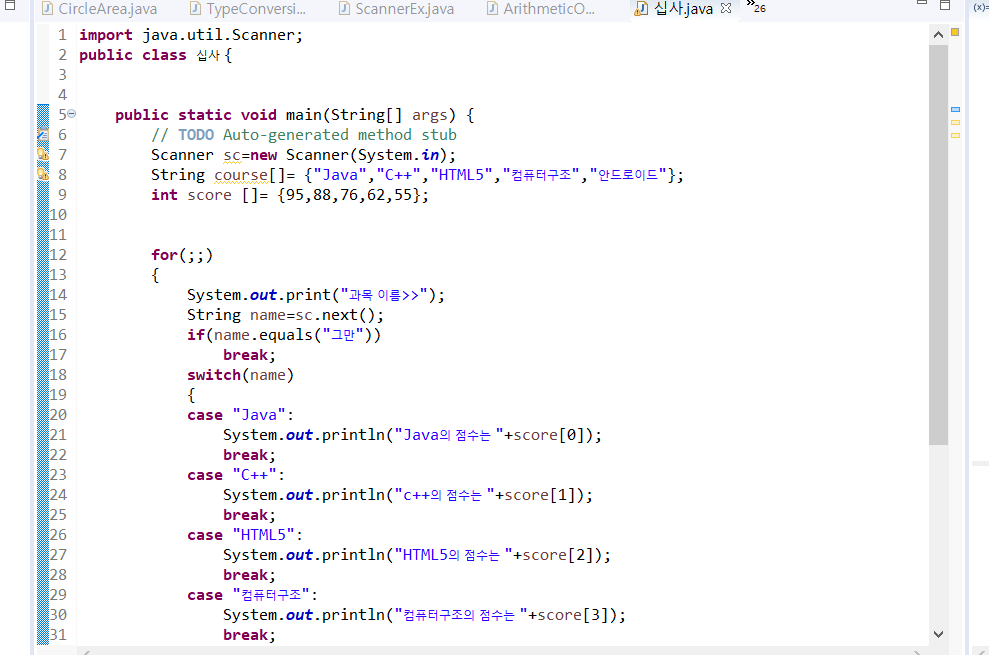 CircleArea.java TypeConversi... ScannerEx.java ArithmeticO... 십사.java »26 (x)=
1 import java.util.Scanner;
2 public class 십사 {
3
4
5 public static void main(String[] args) {
6 // TODO Auto-generated method stub
7 Scanner sc=new Scanner(System.in);
8 String course[]= {"Java","C++","HTML5","컴퓨터구조","안드로이드"};
9 int score []= {95,88,76,62,55};
10
11
12 for(;;)
13 {
14 System.out.print("과목 이름>>");
15 String name=sc.next();
16 if(name.equals("그만"))
17 break;
18 switch(name)
19 {
20 case "Java":
21 System.out.println("Java의 점수는 "+score[0]);
22 break;
23 case "C++":
24 System.out.println("c++의 점수는 "+score[1]);
25 break;
26 case "HTML5":
27 System.out.println("HTML5의 점수는 "+score[2]);
28 break;
29 case "컴퓨터구조":
30 System.out.println("컴퓨터구조의 점수는 "+score[3]);
31 break;